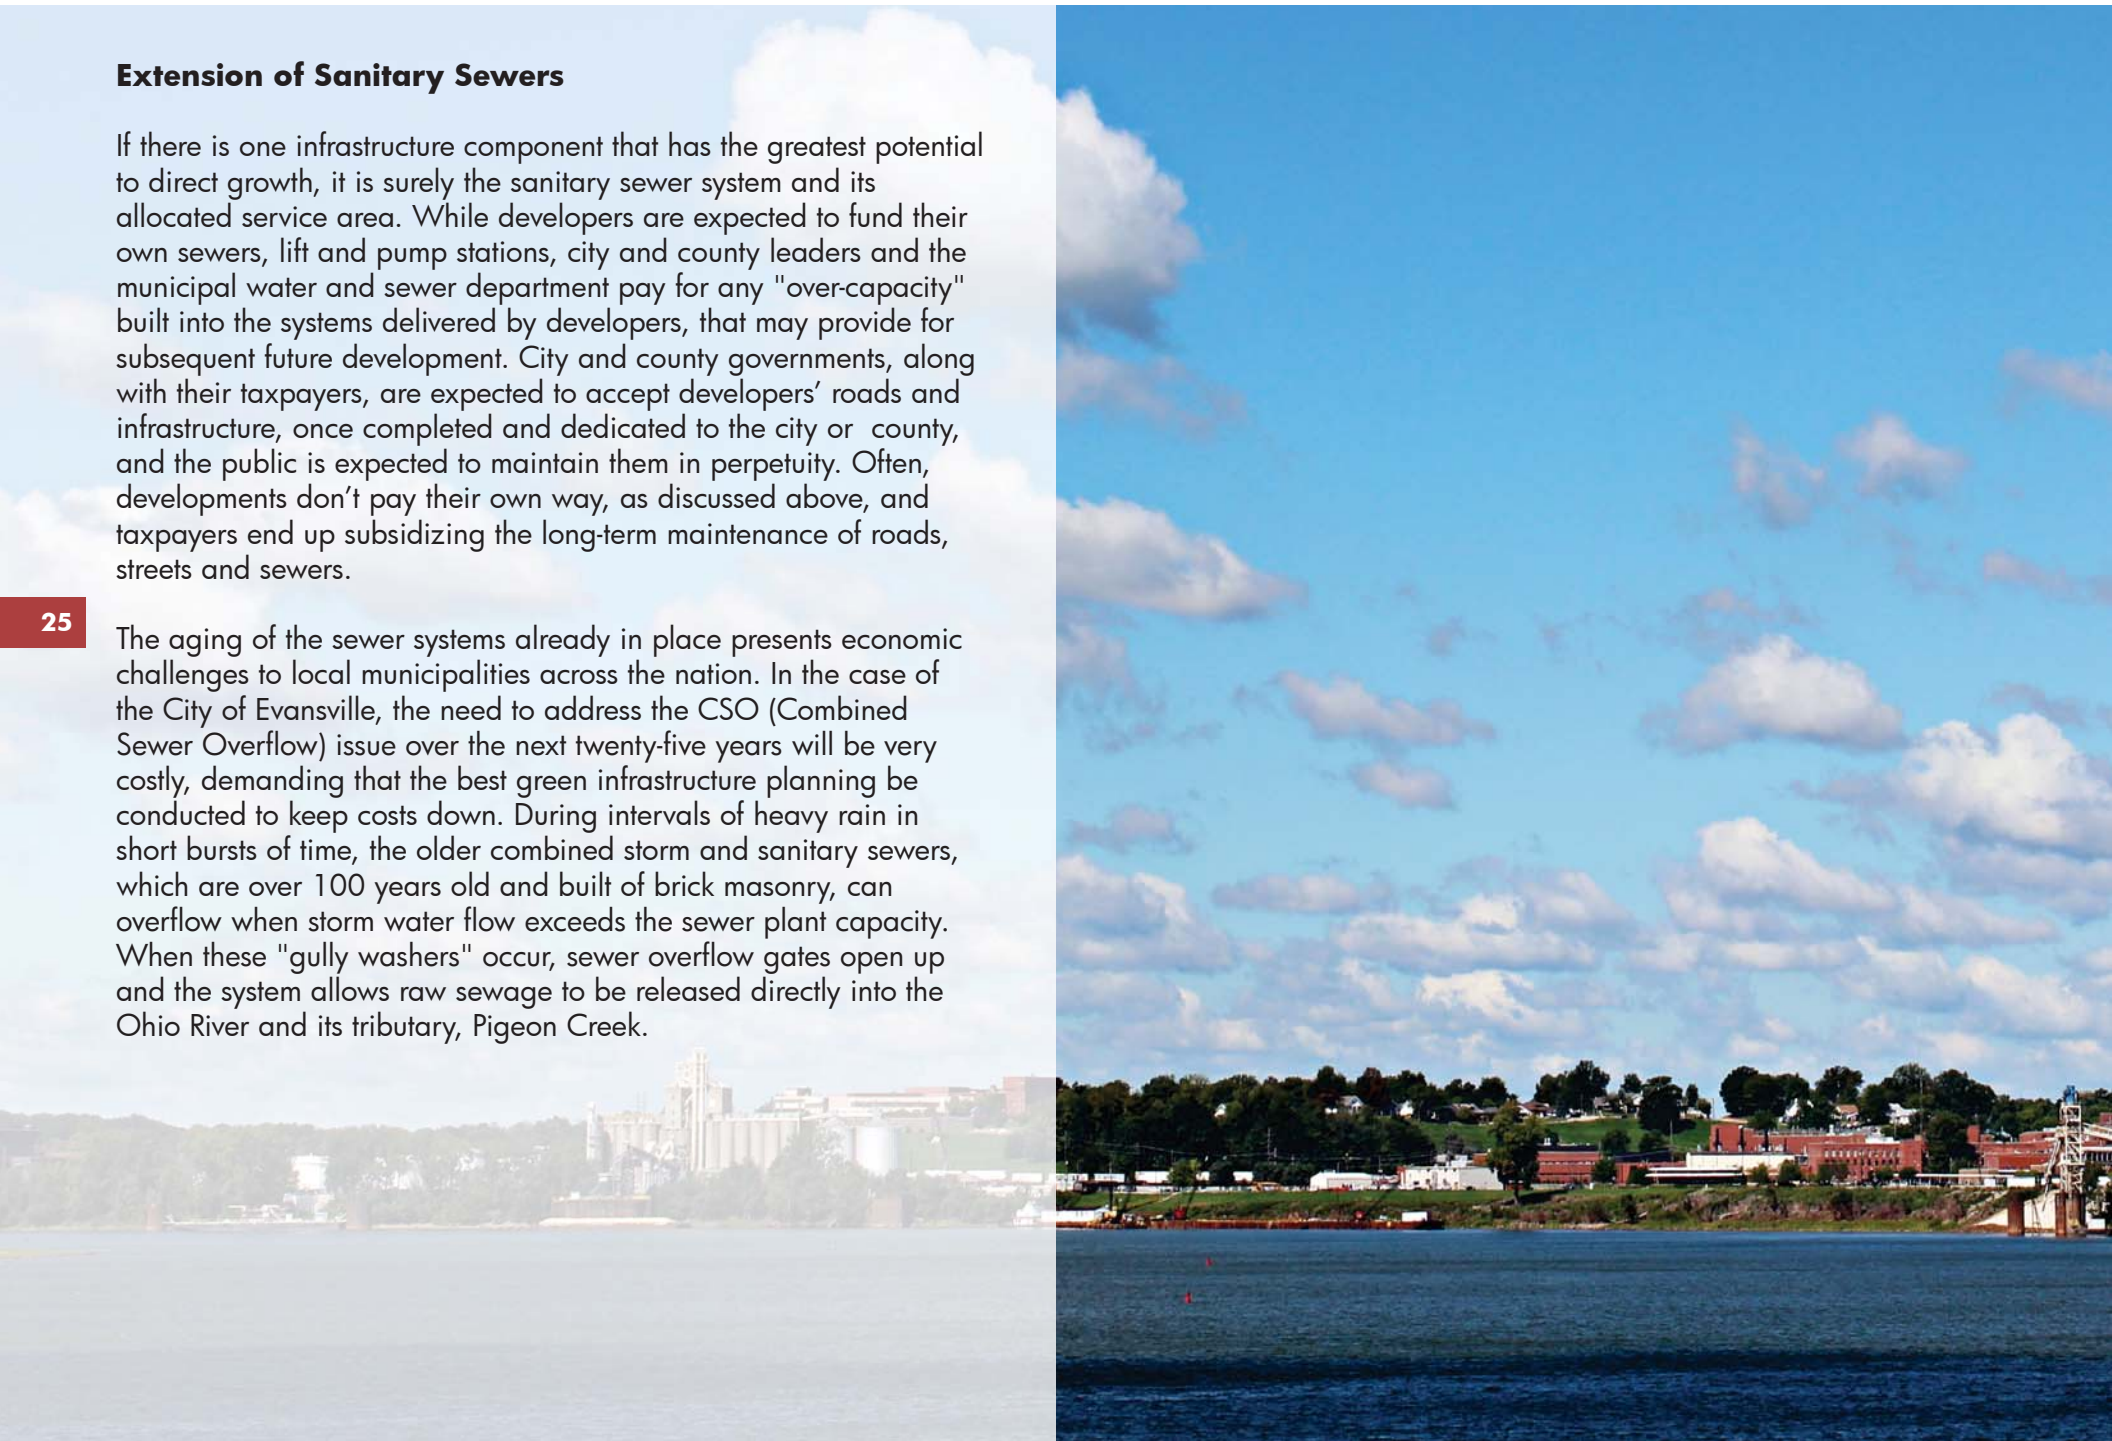 Extension of Sanitary Sewers
If there is one infrastructure component that has the greatest potential
to direct growth, it is surely the sanitary sewer system and its
allocated service area. While developers are expected to fund their
own sewers, lift and pump stations, city and county leaders and the
municipal water and sewer department pay for any "over-capacity"
built into the systems delivered by developers, that may provide for
subsequent future development. City and county governments, along
with their taxpayers, are expected to accept developers’ roads and
infrastructure, once completed and dedicated to the city or  county,
and the public is expected to maintain them in perpetuity. Often,
developments don’t pay their own way, as discussed above, and
taxpayers end up subsidizing the long-term maintenance of roads,
streets and sewers.
25
The aging of the sewer systems already in place presents economic
challenges to local municipalities across the nation. In the case of
the City of Evansville, the need to address the CSO (Combined
Sewer Overflow) issue over the next twenty-five years will be very
costly, demanding that the best green infrastructure planning be
conducted to keep costs down. During intervals of heavy rain in
short bursts of time, the older combined storm and sanitary sewers,
which are over 100 years old and built of brick masonry, can
overflow when storm water flow exceeds the sewer plant capacity.
When these "gully washers" occur, sewer overflow gates open up
and the system allows raw sewage to be released directly into the
Ohio River and its tributary, Pigeon Creek.